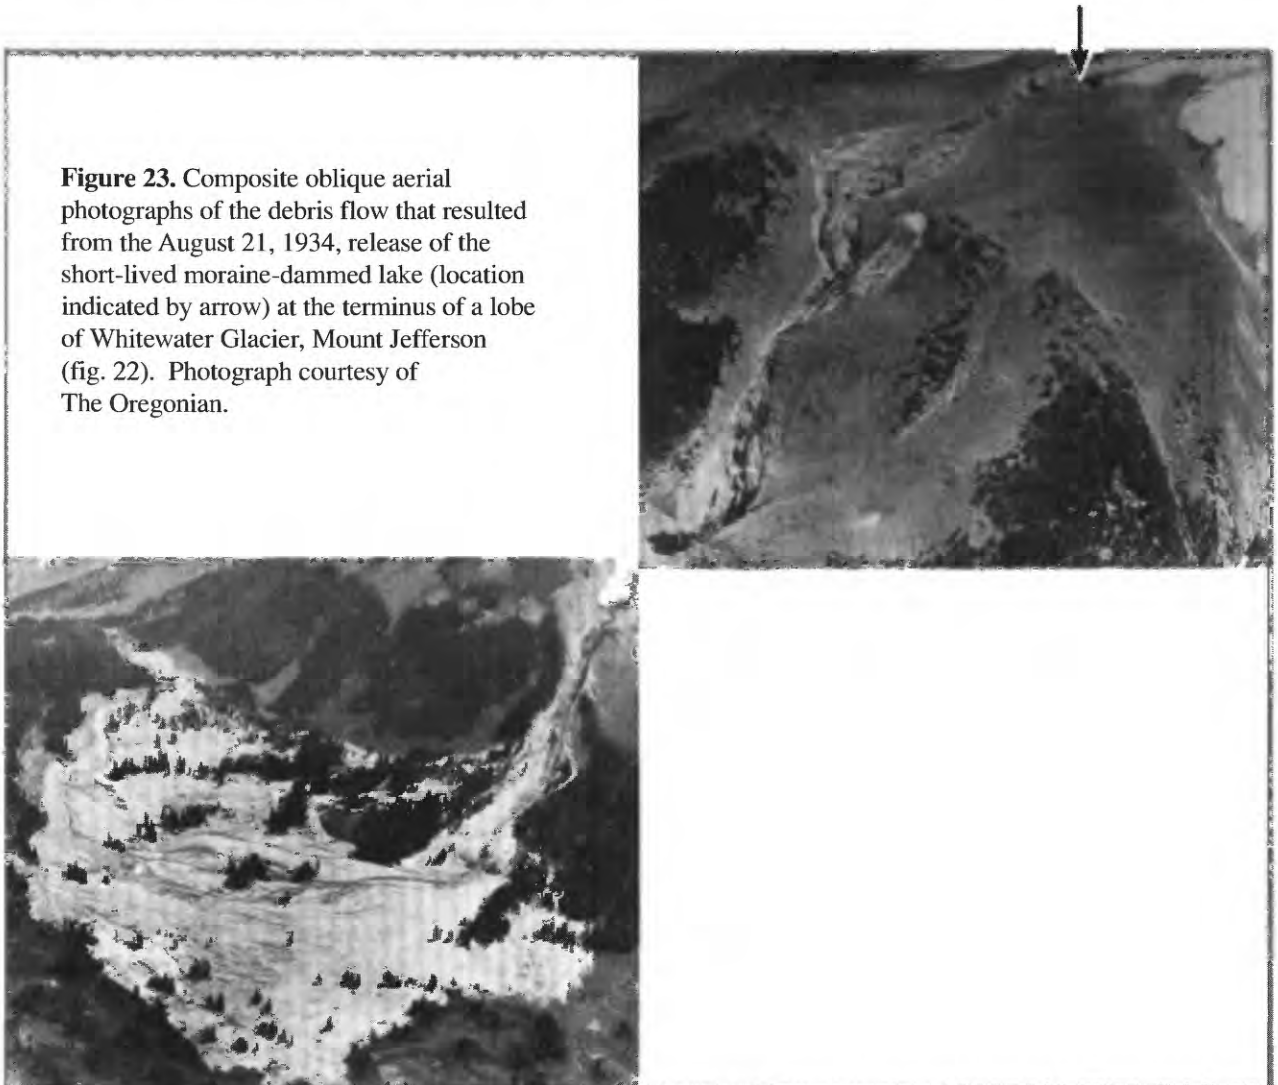 Figure 23. Composite oblique aerial
photographs of the debris flow that resulted
from the August 21, 1934, release of the
short-lived moraine-dammed lake (location
indicated by arrow) at the terminus of a lobe
of Whitewater Glacier, Mount Jefferson
(fig. 22). Photograph courtesy of
The Oregonian.